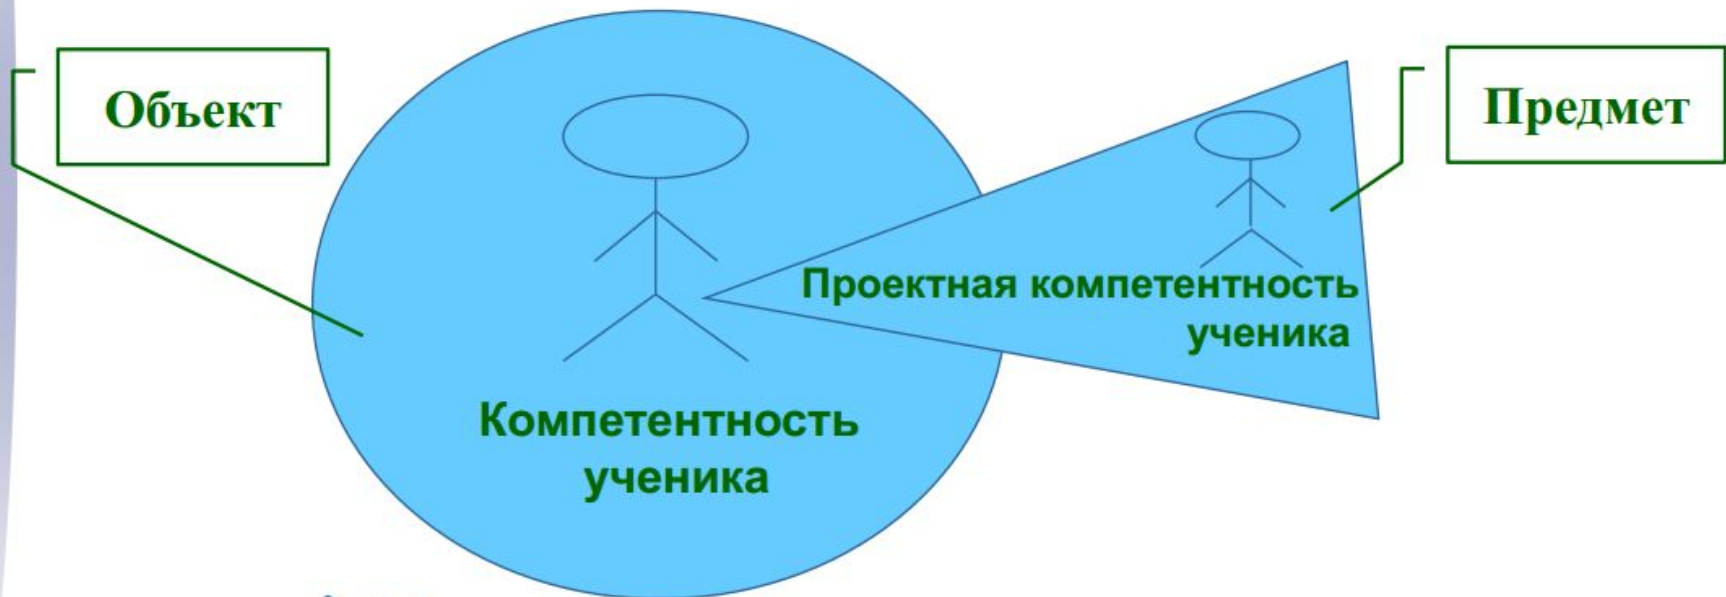 Объект
Предмет
Проектная компетентность
ученика
Компетентность
ученика